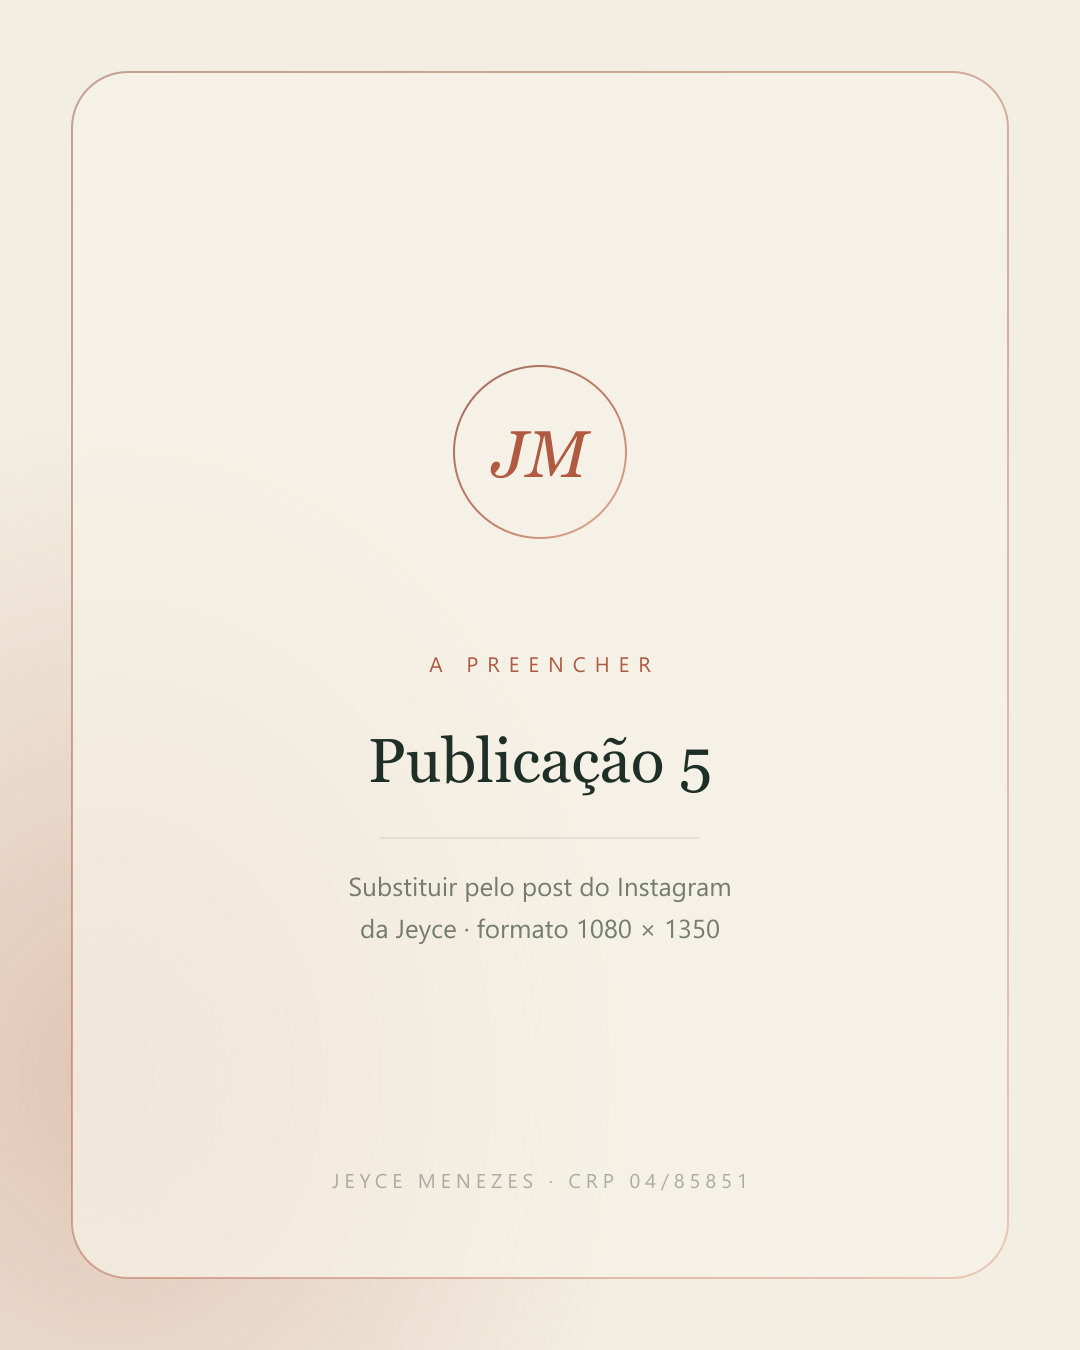 JM
A PREENCHER
Publicação 5
Substituir pelo post do Instagram
da Jeyce · formato 1080 × 1350
JEYCE MENEZES · CRP 04/85851